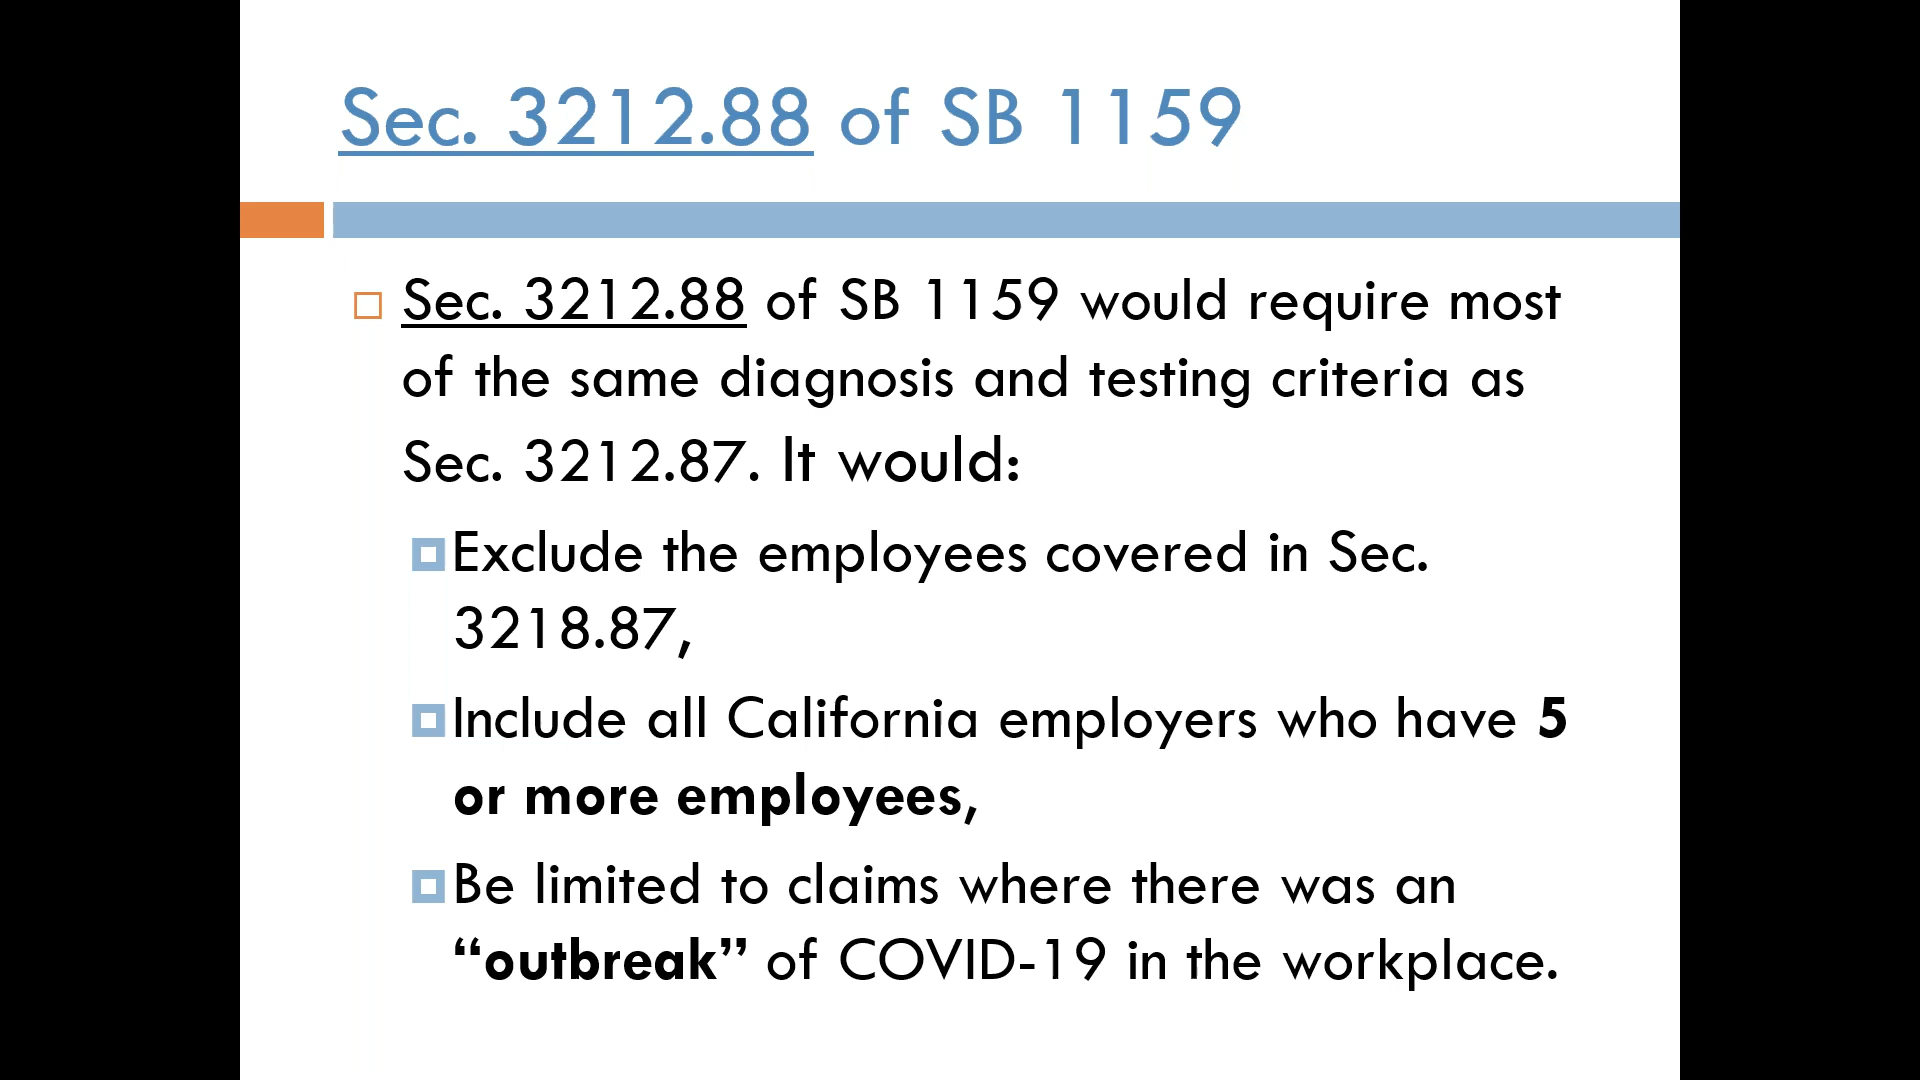 Sec. 3212.88 of SB 1159
Sec. 3212.88 of SB 1159 would require most
of the same diagnosis and testing criteria as
Sec. 3212.87. It would:
Exclude the employees covered in Sec.
3218.87,
Include all California employers who have 5
or more employees,
Be limited to claims where there was an
“outbreak” of COVID-19 in the workplace.